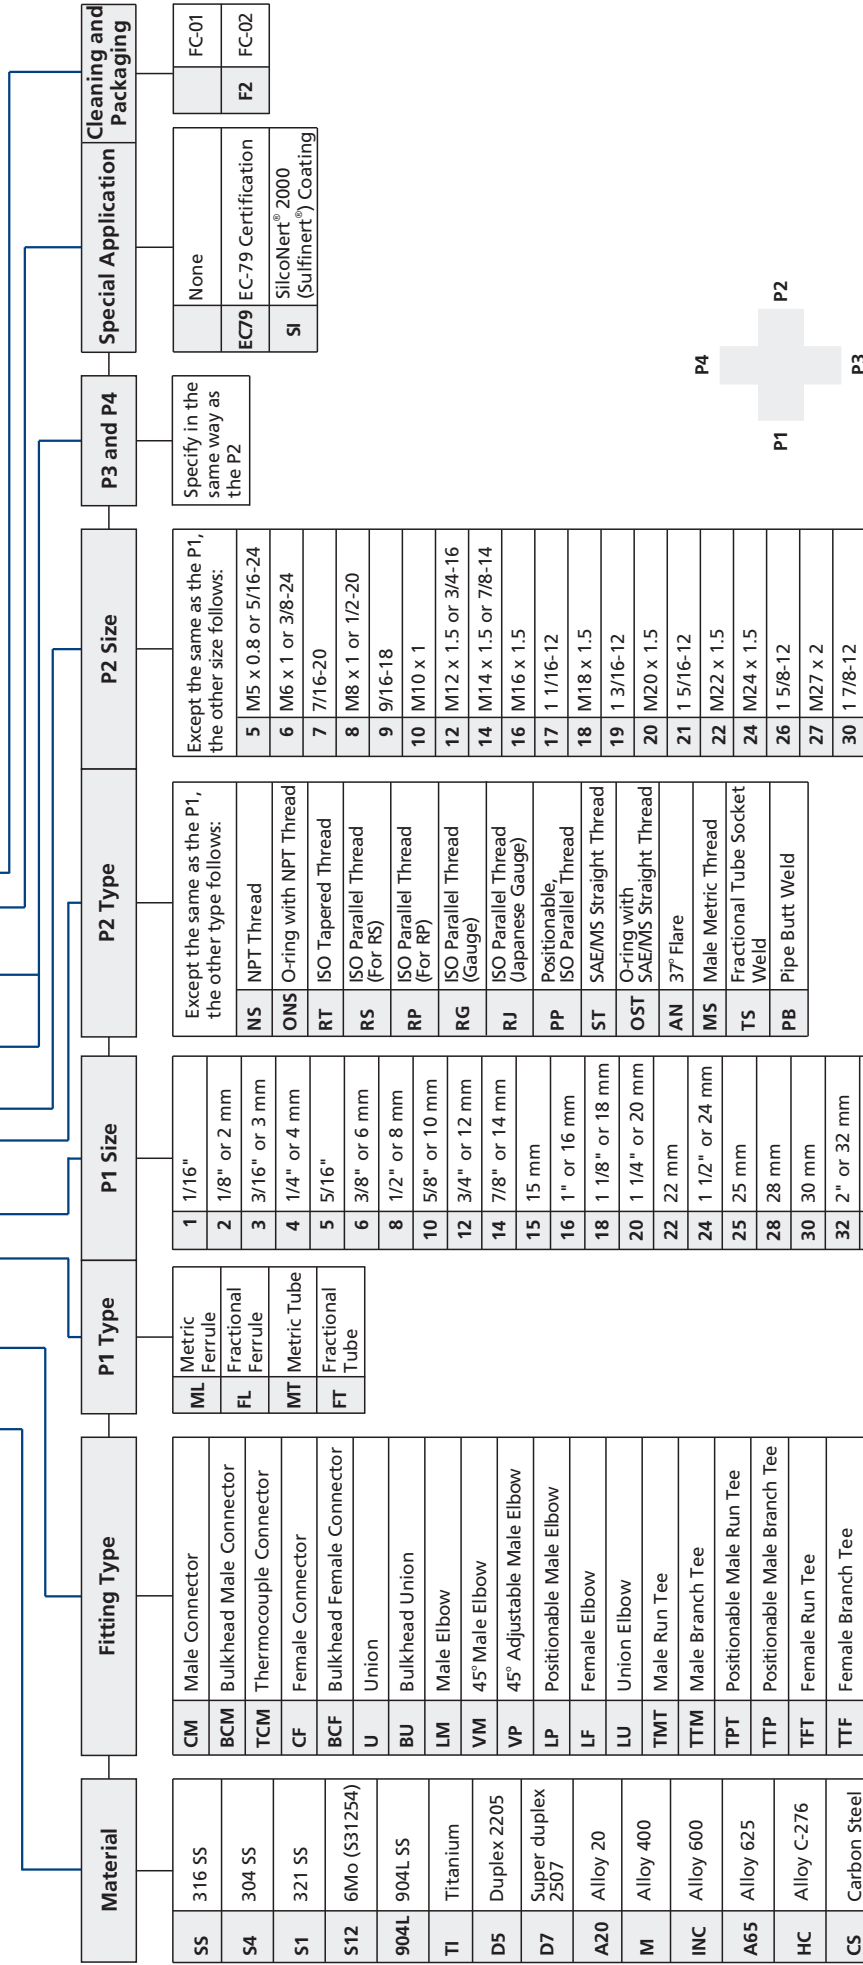 Material
SS 316 SS
S4 304 SS
S1 321 SS
S12 6Mo (S31254)
904L 904L SS
TI Titanium
D5 Duplex 2205
D7 Super duplex
2507
A20 Alloy 20
M Alloy 400
INC Alloy 600
A65 Alloy 625
HC Alloy C-276
CS Carbon Steel
Fitting Type
CM Male Connector
BCM Bulkhead Male Connector
TCM Thermocouple Connector
CF Female Connector
BCF Bulkhead Female Connector
U Union
BU Bulkhead Union
LM Male Elbow
VM 45° Male Elbow
VP 45° Adjustable Male Elbow
LP Positionable Male Elbow
LF Female Elbow
LU Union Elbow
TMT Male Run Tee
TTM Male Branch Tee
TPT Positionable Male Run Tee
TTP Positionable Male Branch Tee
TFT Female Run Tee
TTF Female Branch Tee
P1 Type
ML Metric
Ferrule
FL Fractional
Ferrule
MT Metric Tube
FT Fractional
Tube
P1 Size
1 1/16"
2 1/8" or 2 mm
3 3/16" or 3 mm
4 1/4" or 4 mm
5 5/16"
6 3/8" or 6 mm
8 1/2" or 8 mm
10 5/8" or 10 mm
12 3/4" or 12 mm
14 7/8" or 14 mm
15 15 mm
16 1" or 16 mm
18 1 1/8" or 18 mm
20 1 1/4" or 20 mm
22 22 mm
24 1 1/2" or 24 mm
25 25 mm
28 28 mm
30 30 mm
32 2" or 32 mm
P2 Type
Except the same as the P1,
the other type follows:
NS NPT Thread
ONS O-ring with NPT Thread
RT ISO Tapered Thread
RS ISO Parallel Thread
(For RS)
RP ISO Parallel Thread
(For RP)
RG ISO Parallel Thread
(Gauge)
RJ ISO Parallel Thread
(Japanese Gauge)
PP Positionable,
ISO Parallel Thread
ST SAE/MS Straight Thread
OST O-ring with
SAE/MS Straight Thread
AN 37° Flare
MS Male Metric Thread
TS Fractional Tube Socket
Weld
PB Pipe Butt Weld
P2 Size
Except the same as the P1,
the other size follows:
5 M5 x 0.8 or 5/16-24
6 M6 x 1 or 3/8-24
7 7/16-20
8 M8 x 1 or 1/2-20
9 9/16-18
10 M10 x 1
12 M12 x 1.5 or 3/4-16
14 M14 x 1.5 or 7/8-14
16 M16 x 1.5
17 1 1/16-12
18 M18 x 1.5
19 1 3/16-12
20 M20 x 1.5
21 1 5/16-12
22 M22 x 1.5
24 M24 x 1.5
26 1 5/8-12
27 M27 x 2
30 1 7/8-12
P3 and P4
Specify in the
same way as
the P2
Special Application
None
EC79 EC-79 Certification
SI SilcoNert® 2000
(Sulfinert®) Coating
Cleaning and
Packaging
FC-01
F2 FC-02
P4
P1
P2
P3